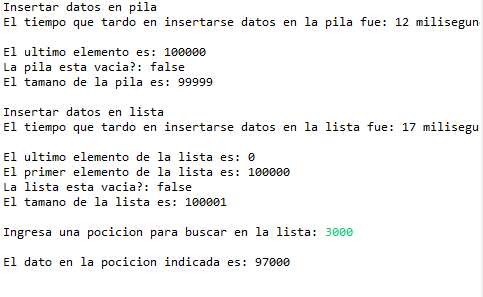 Insertar datos en pila
El tiempo que tardo en insertarse datos en la pila fue: 12 milisegun
El ultimo elemento es: 100000
La pila esta vacia?: false
El tamano de la pila es: 99999
Insertar datos en lista
El tiempo que tardo en insertarse datos en la lista fue: 17 milisegu
El ultimo elemento de la lista es: 0
El primer elemento de la lista es: 100000
La lista esta vacia?: false
El tamano de la lista es: 100001
Ingresa una pocicion para buscar en la lista: 3000
El dato en la pocicion indicada es: 97000